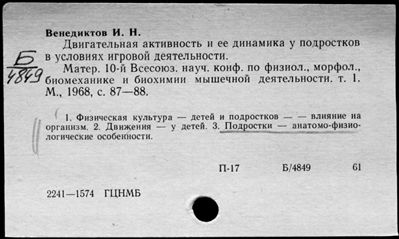 Венедиктов И. Н.
Двигательная активность и ее динамика у подростков
в условиях игровой деятельности.
Матер. 10-й Всесоюз. науч. конф. по физиол., морфол.,
биомеханике и биохимии мышечной деятельности. т. I.
М., 1968, с. 87—88.
Б
4849
1. Физическая культура — детей и подростков — — влияние на
организм. 2. Движения — у детей. 3. Подростки — анатомо-физио-
логические особенности.
П-17 Б/4849 61
2241—1574 ГЦНМБ